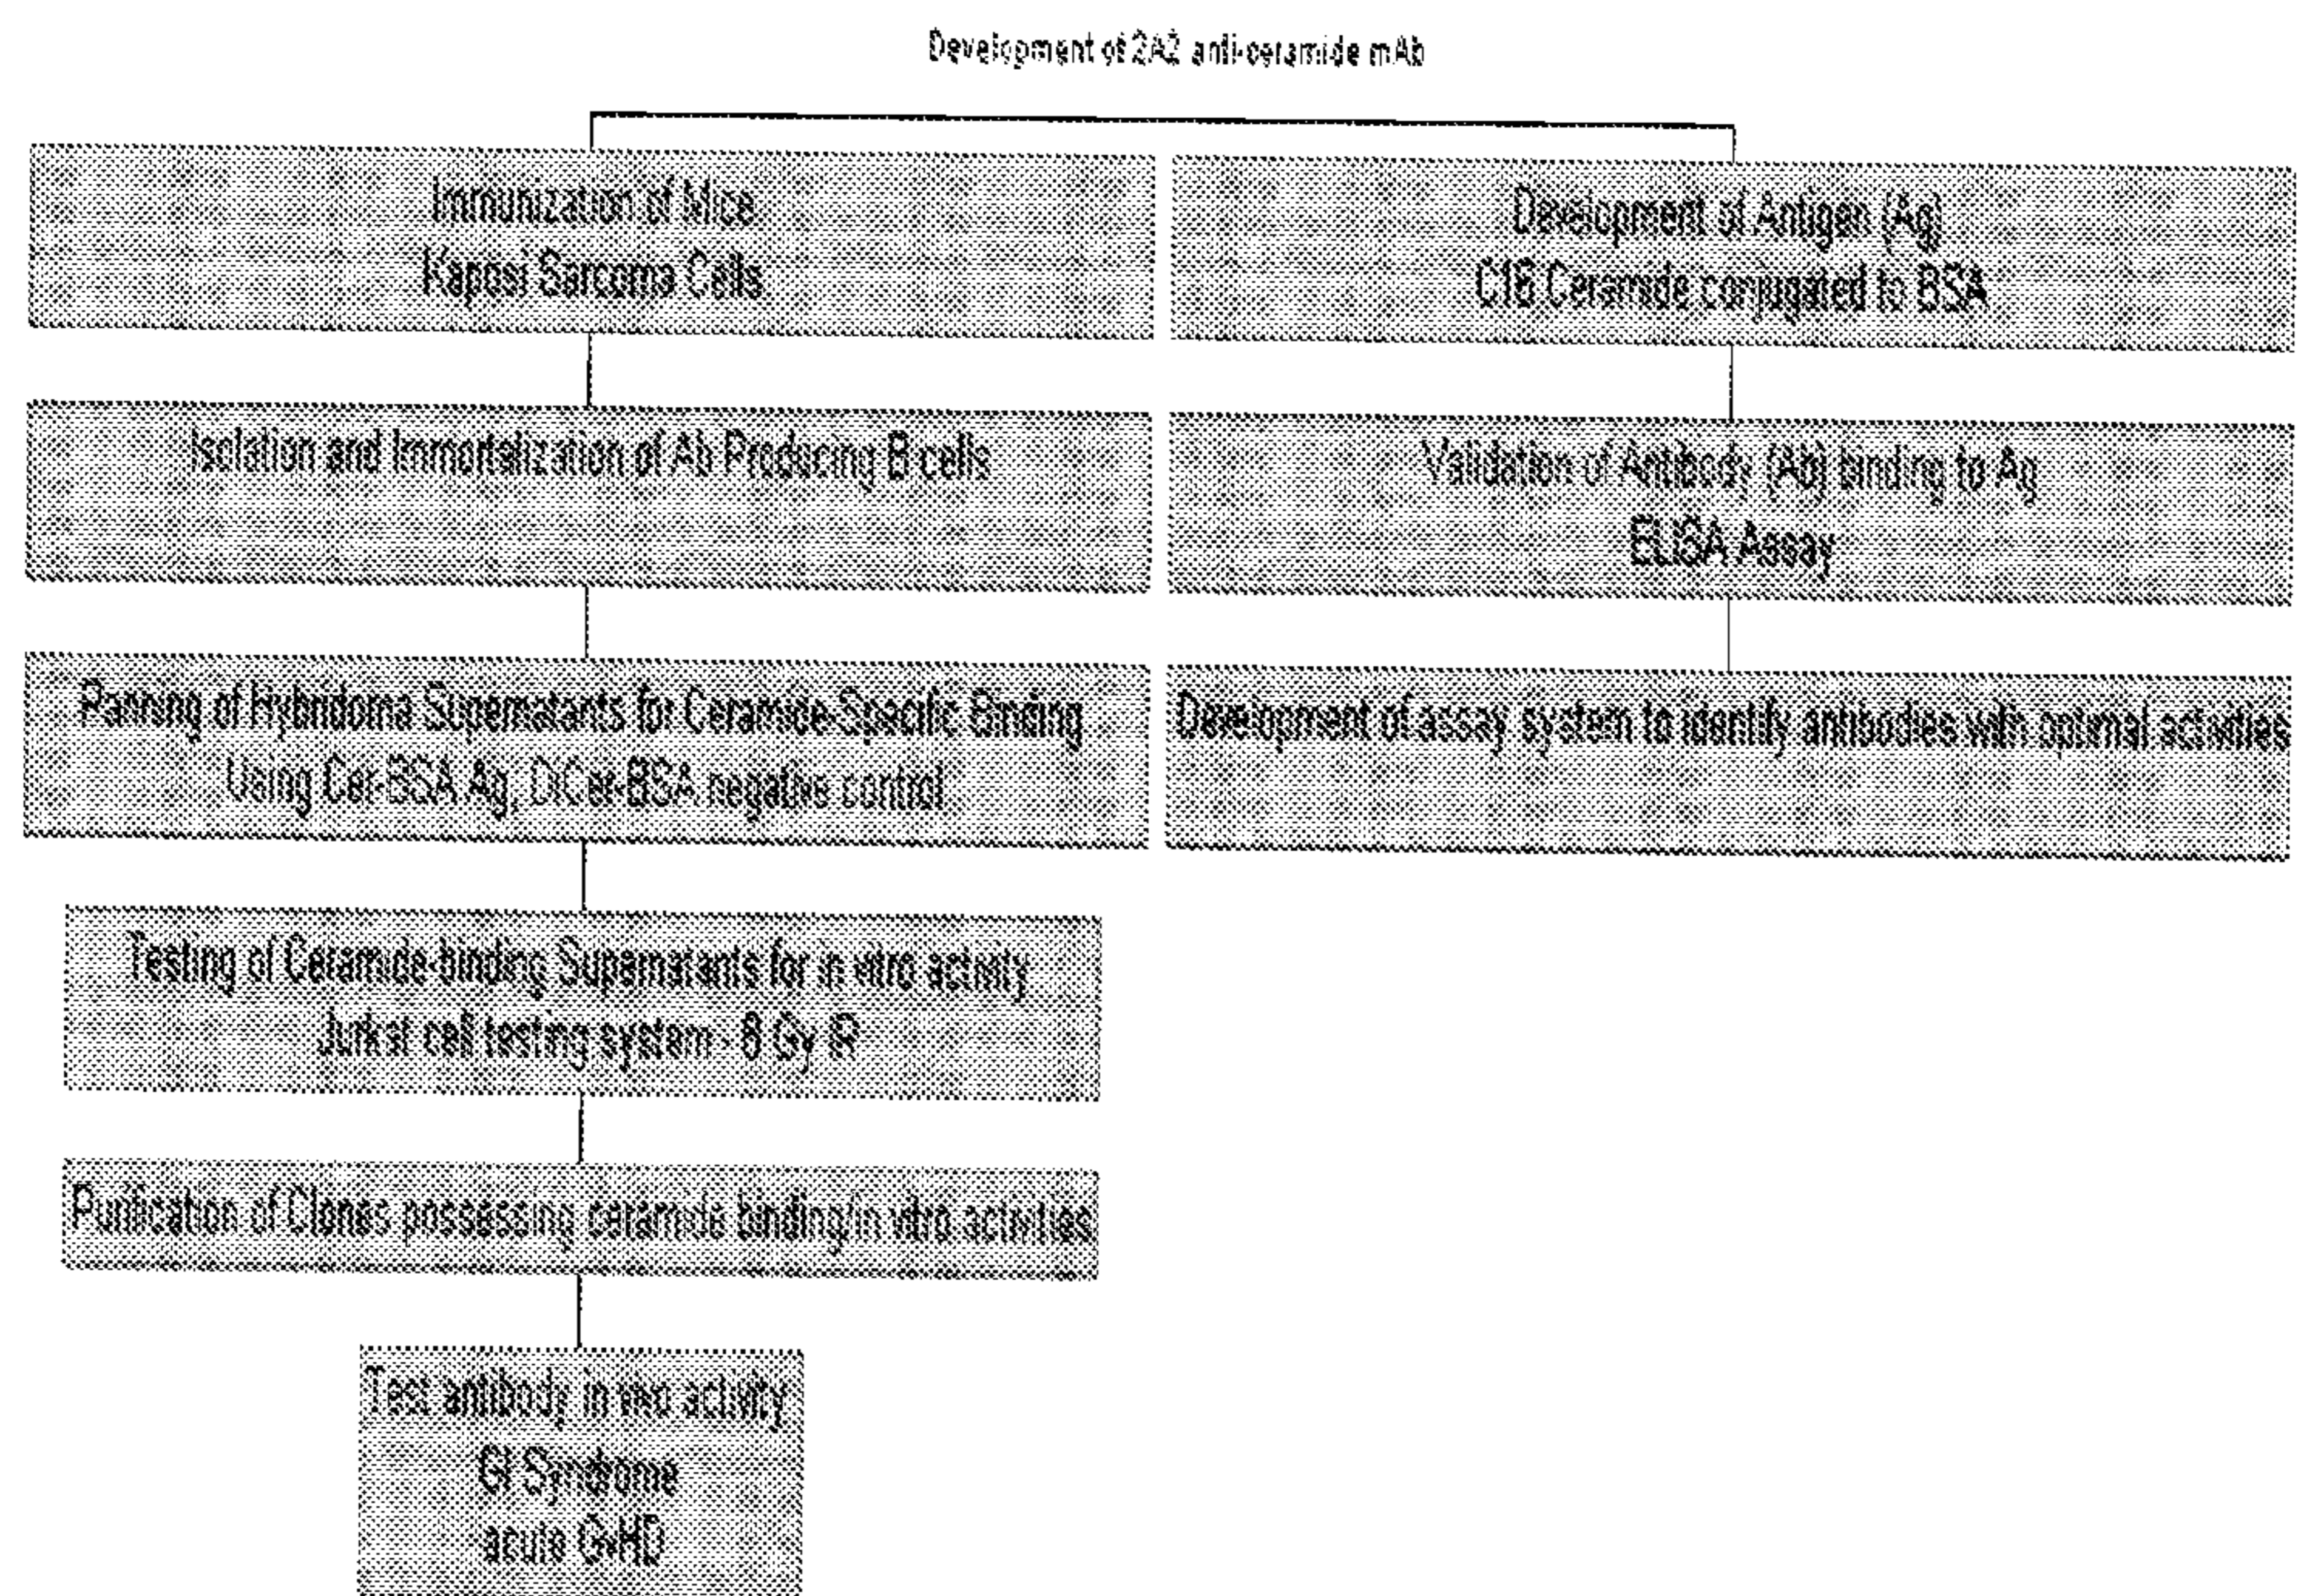 Development of 2A2 anti-ceramide mAb
Immunization of Mice
Kaposi Sarcoma Cells
Isolation and Immortalization of Ab Producing B cells
Panning of Hybridoma Supernatants for Ceramide-Specific Binding
Using Cer-BSA Ag, DiCer-BSA negative control
Testing of Ceramide-binding Supernatants for in vitro activity
Jurkat cell testing system - 8 Gy IR
Purification of Clones possessing ceramide binding/in vitro activities
Test antibody in vivo activity
GI Syndrome
acute GvHD
Development of Antigen (Ag)
C16 Ceramide conjugated to BSA
Validation of Antibody (Ab) binding to Ag
ELISA Assay
Development of assay system to identify antibodies with optimal activities